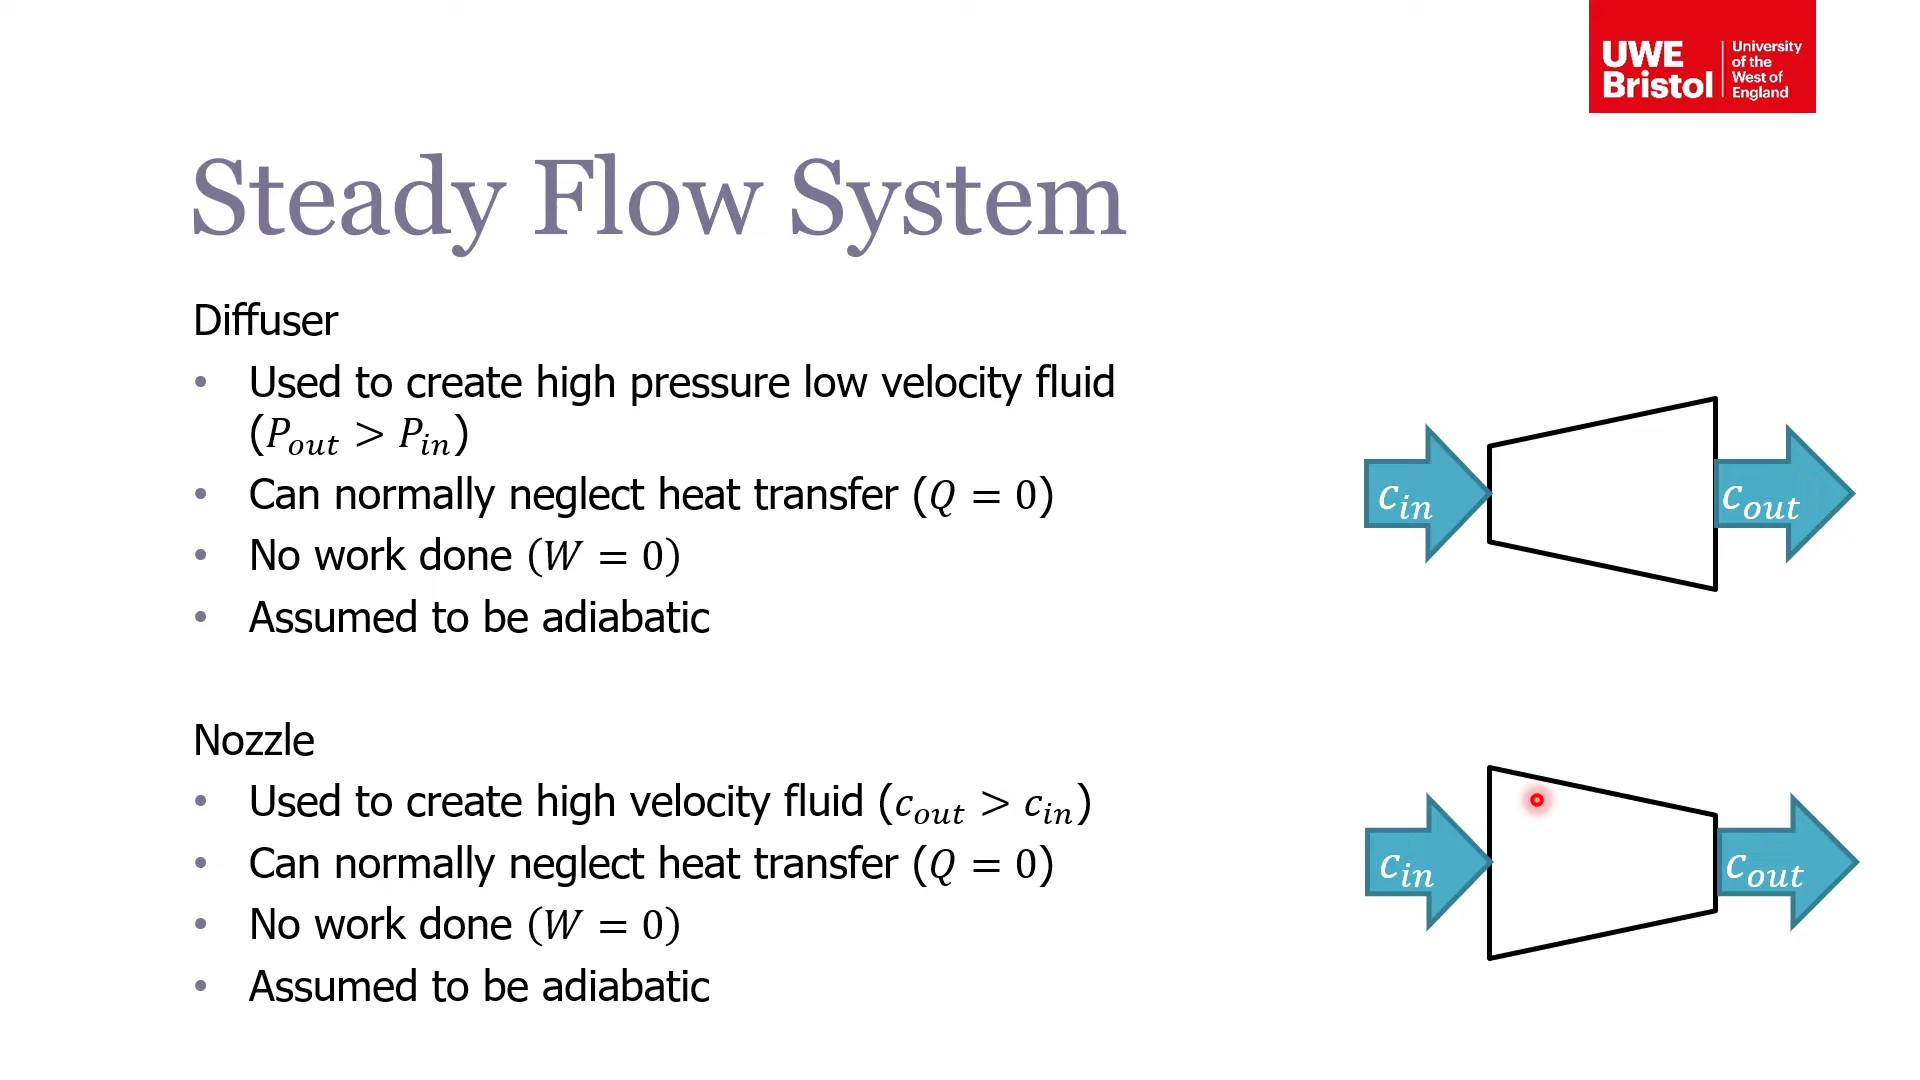 UWE Bristol
University of the West of England
Steady Flow System
Diffuser
• Used to create high pressure low velocity fluid
(P_out > P_in)
• Can normally neglect heat transfer (Q = 0)
• No work done (W = 0)
• Assumed to be adiabatic
c_in
c_out
Nozzle
• Used to create high velocity fluid (c_out > c_in)
• Can normally neglect heat transfer (Q = 0)
• No work done (W = 0)
• Assumed to be adiabatic
c_in
c_out